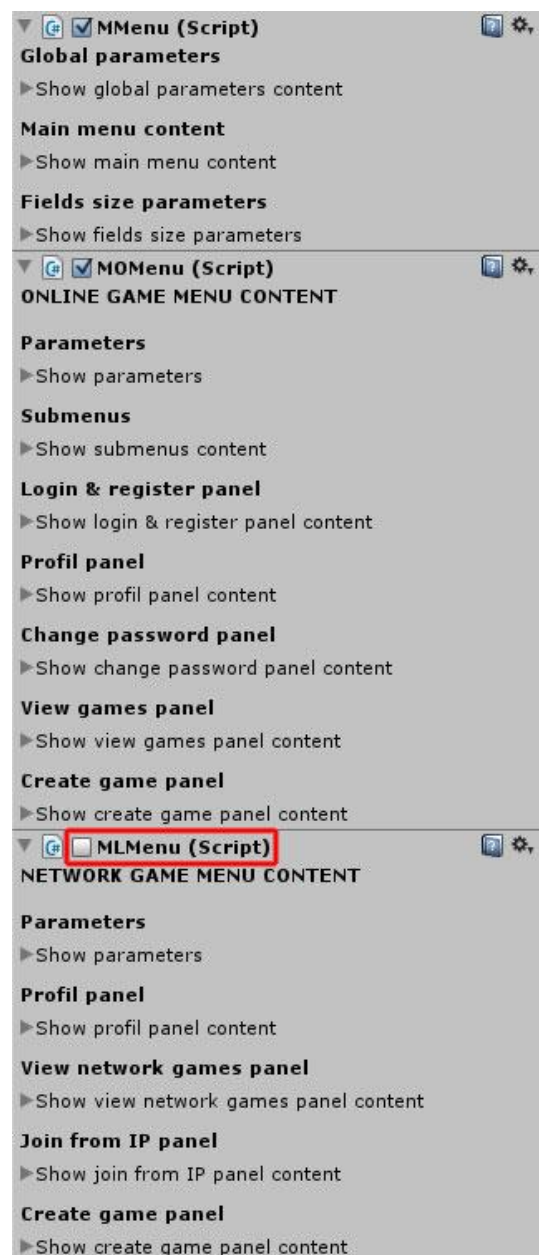 MMenu (Script)
Global parameters
Show global parameters content
Main menu content
Show main menu content
Fields size parameters
Show fields size parameters
MOMenu (Script)
ONLINE GAME MENU CONTENT
Parameters
Show parameters
Submenus
Show submenus content
Login & register panel
Show login & register panel content
Profil panel
Show profil panel content
Change password panel
Show change password panel content
View games panel
Show view games panel content
Create game panel
Show create game panel content
MLMenu (Script)
NETWORK GAME MENU CONTENT
Parameters
Show parameters
Profil panel
Show profil panel content
View network games panel
Show view network games panel content
Join from IP panel
Show join from IP panel content
Create game panel
Show create game panel content